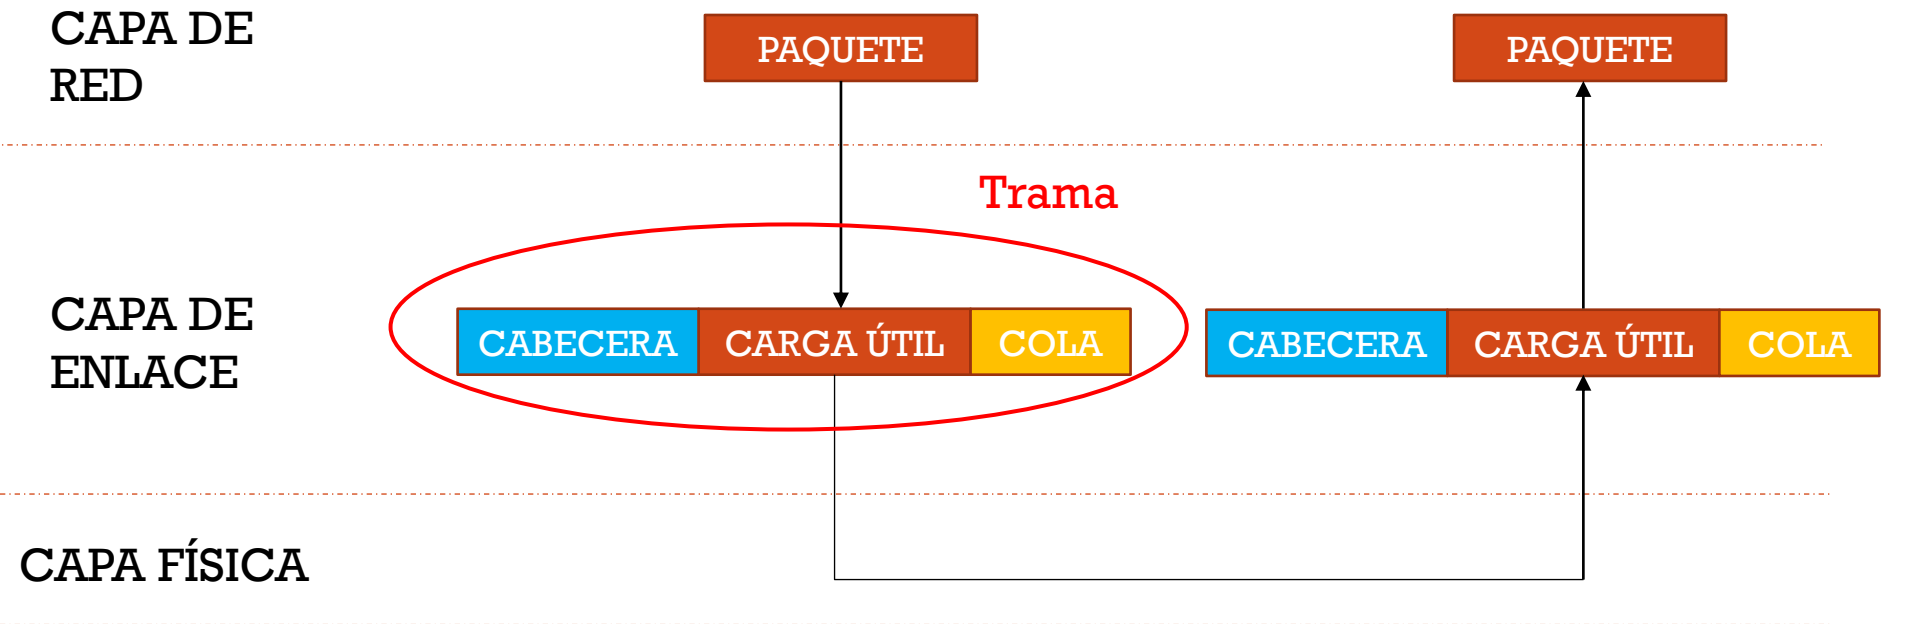 CAPA DE
RED
PAQUETE
PAQUETE
Trama
CAPA DE
ENLACE
CABECERA
CARGA ÚTIL
COLA
CABECERA
CARGA ÚTIL
COLA
CAPA FÍSICA